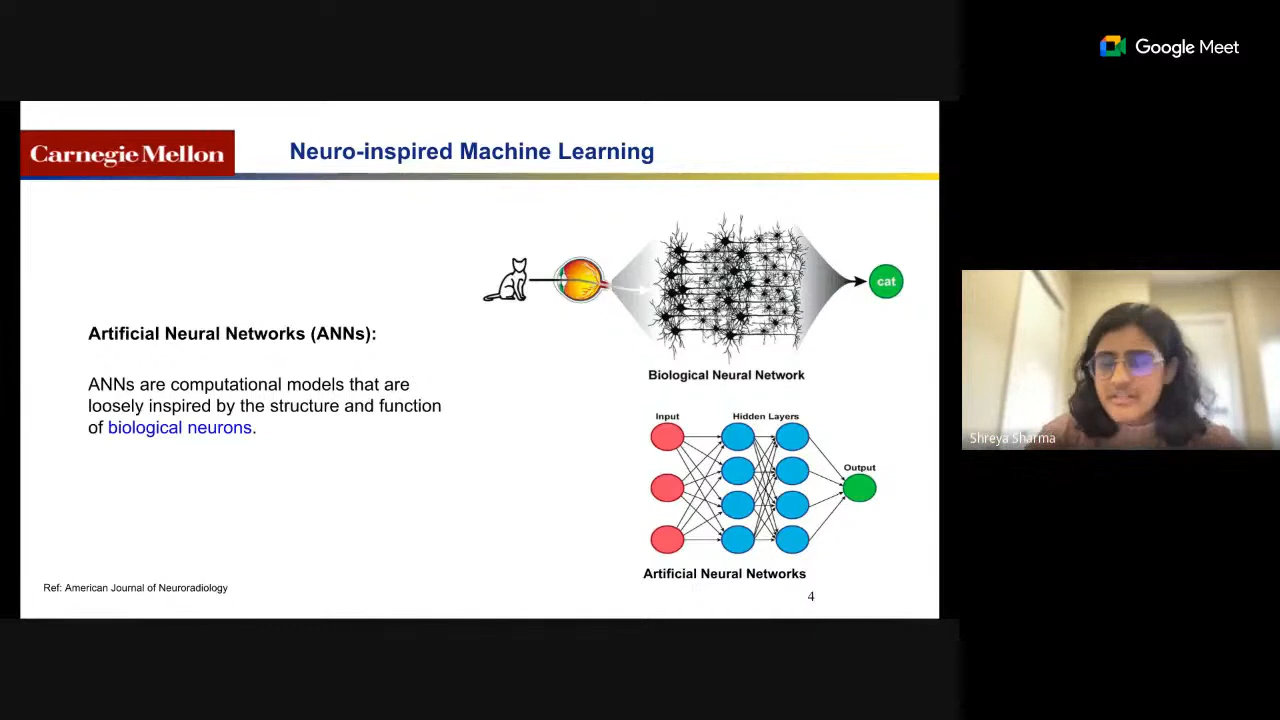 Google Meet
Carnegie Mellon
Neuro-inspired Machine Learning
cat
Biological Neural Network
Artificial Neural Networks (ANNs):
ANNs are computational models that are
loosely inspired by the structure and function
of biological neurons.
Input
Hidden Layers
Output
Artificial Neural Networks
Ref: American Journal of Neuroradiology
4
Shreya Sharma